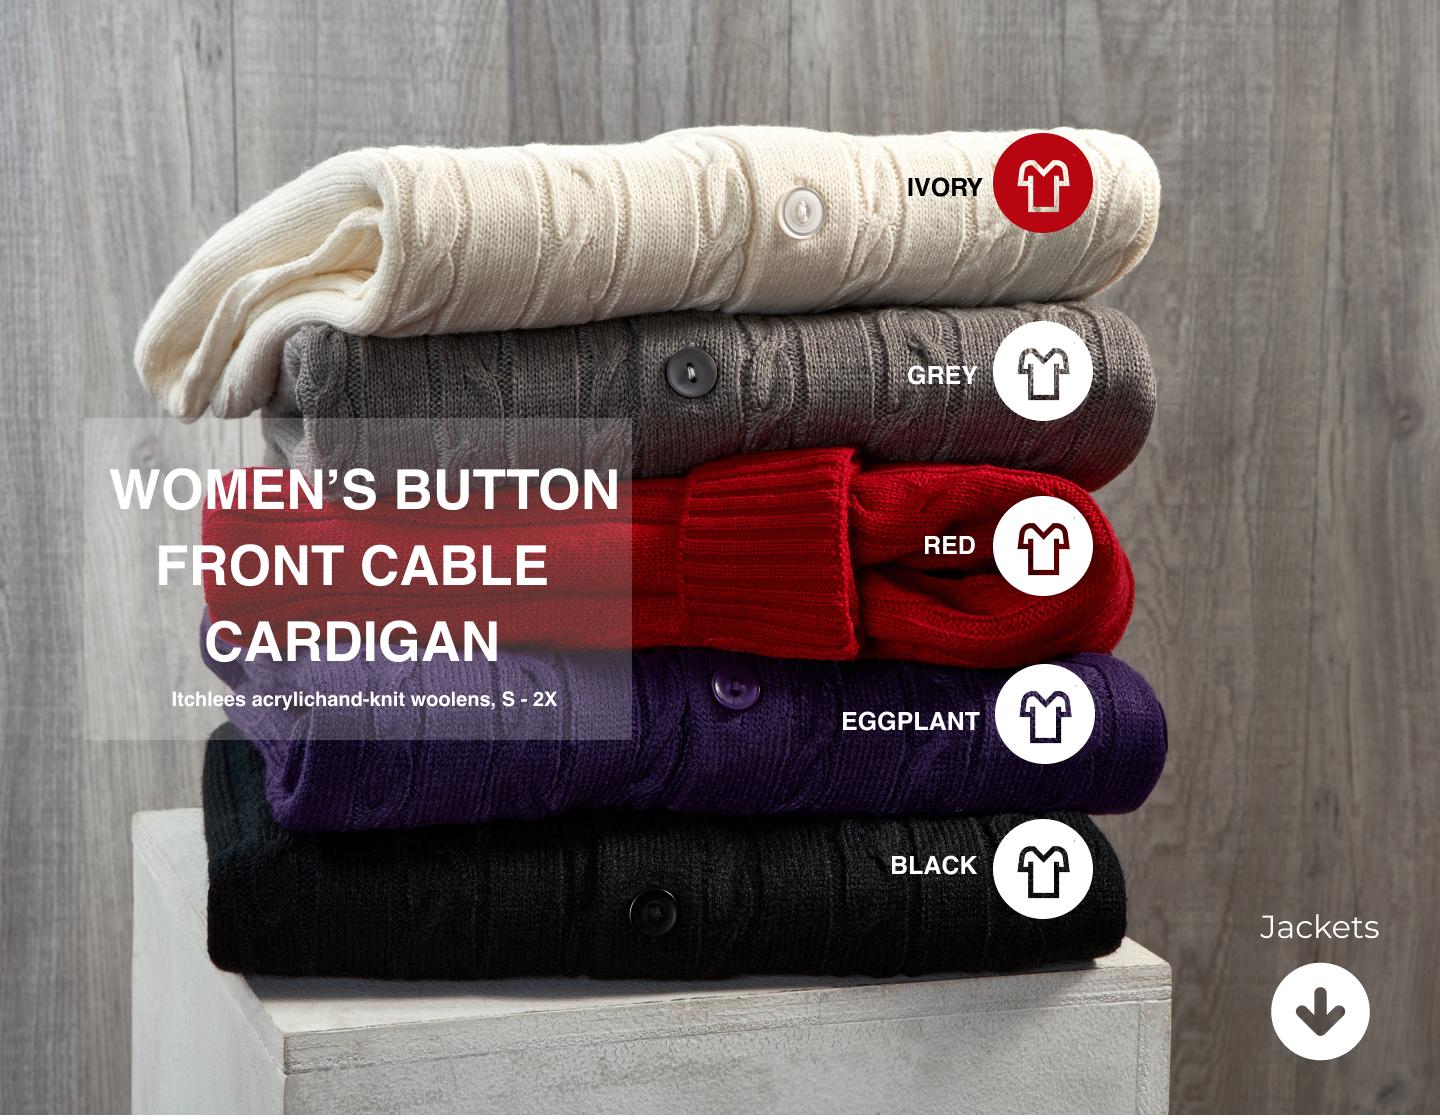 IVORY
GREY
WOMEN’S BUTTON
FRONT CABLE
CARDIGAN
Itchlees acrylichand-knit woolens, S - 2X
RED
EGGPLANT
BLACK
Jackets